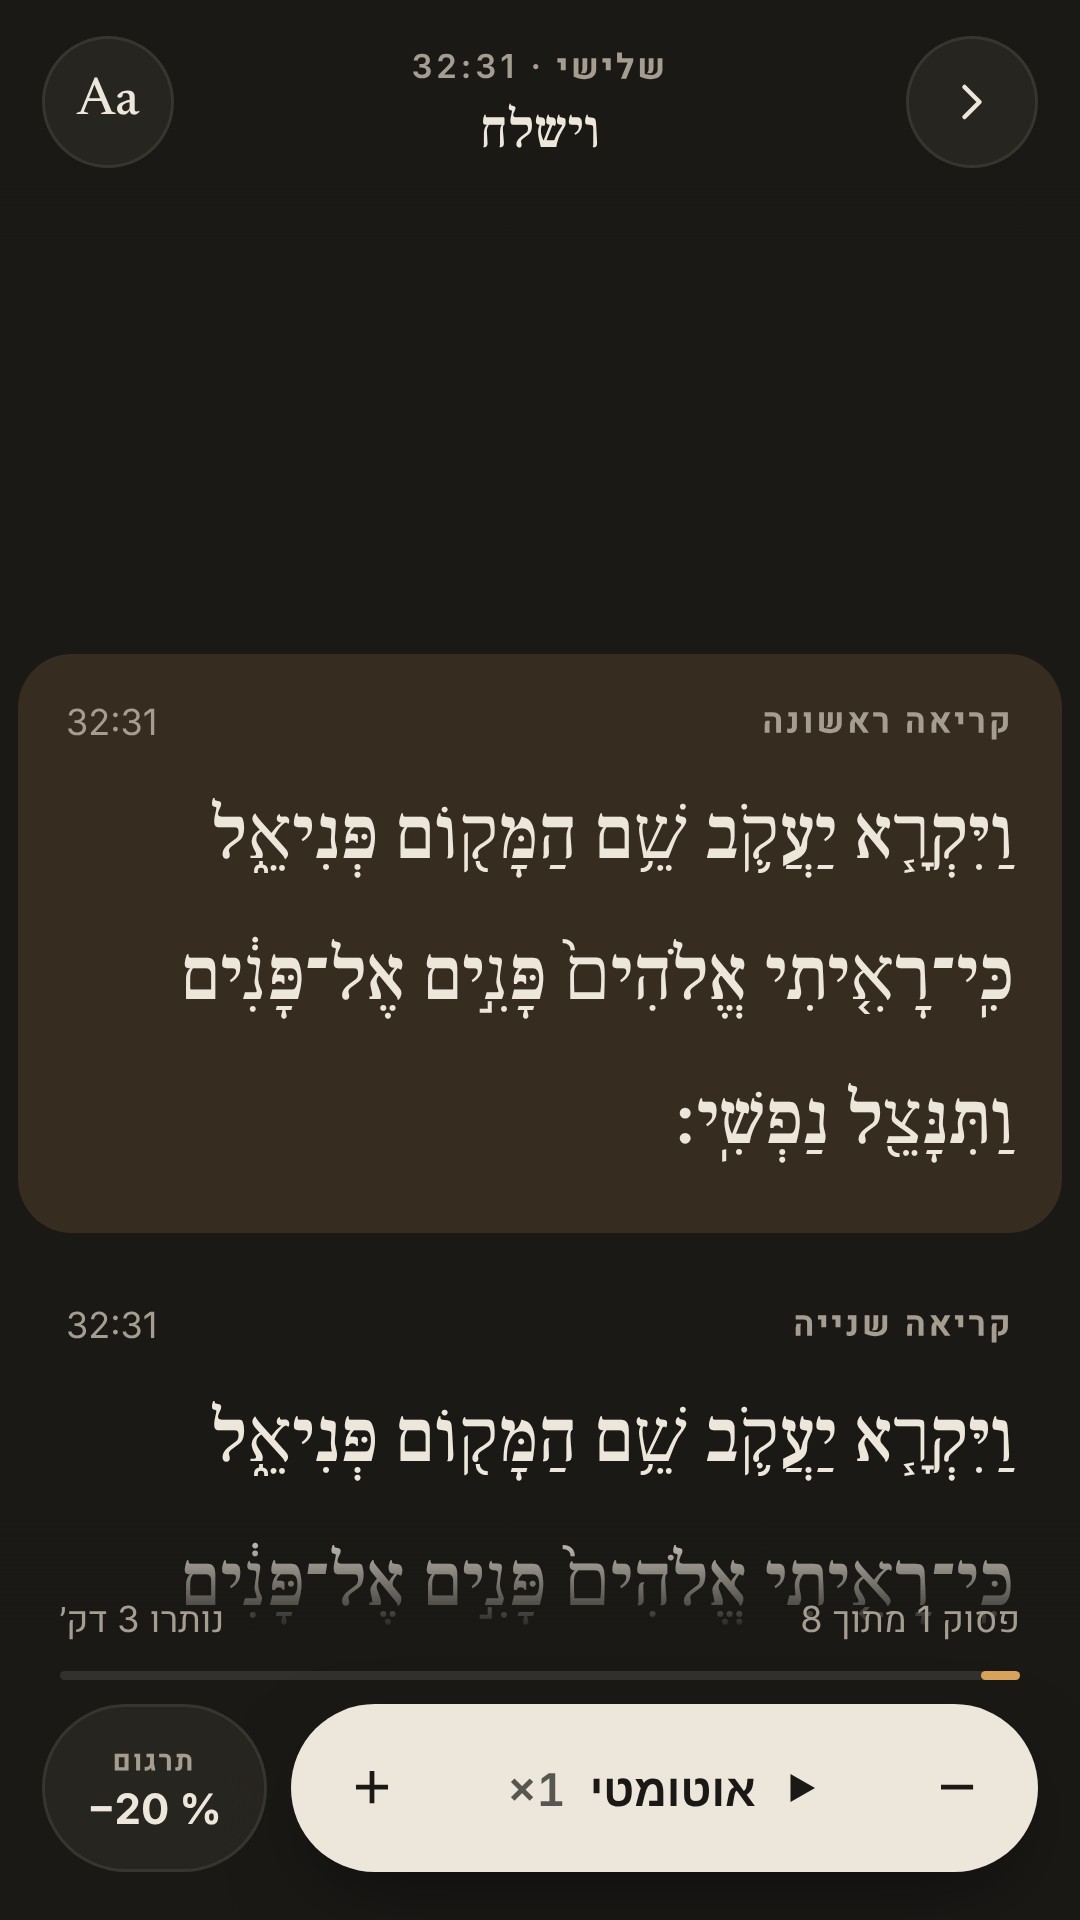 שלישי · 32:31
Aa
וישלח
קריאה ראשונה 32:31
וַיִּקְרָ֧א יַעֲקֹ֛ב שֵׁ֥ם הַמָּק֖וֹם פְּנִיאֵ֑ל
כִּֽי־רָאִ֤יתִי אֱלֹהִים֙ פָּנִ֣ים אֶל־פָּנִ֔ים
וַתִּנָּצֵ֖ל נַפְשִֽׁי׃
קריאה שנייה 32:31
וַיִּקְרָ֧א יַעֲקֹ֛ב שֵׁ֥ם הַמָּק֖וֹם פְּנִיאֵ֑ל
כִּֽי־רָאִ֤יתִי אֱלֹהִים֙ פָּנִ֣ים אֶל־פָּנִ֔ים
פסוק 1 מתוך 8 נותרו 3 דק׳
− ▶ אוטומטי 1× +
תרגום
−20 %